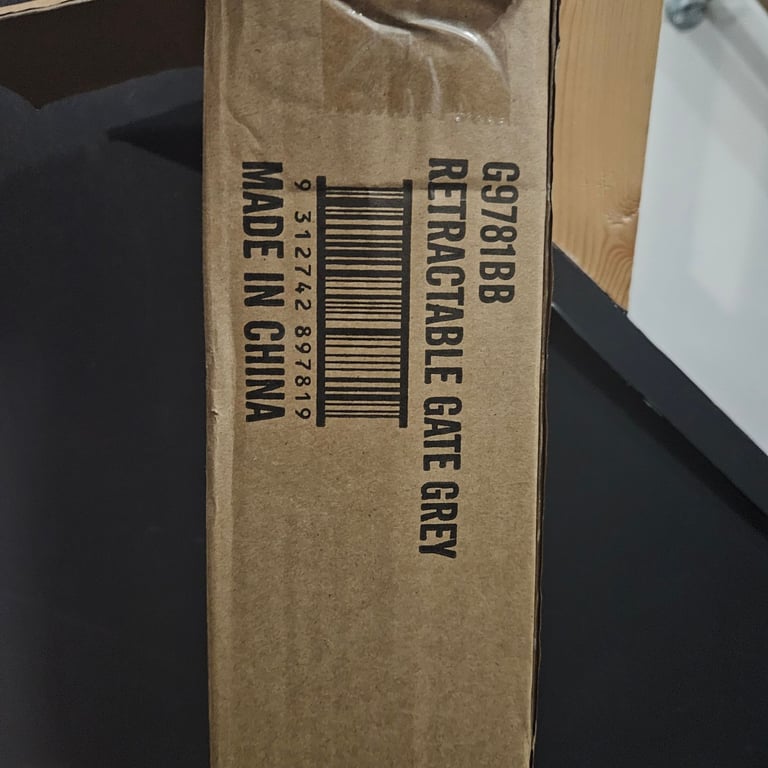 G9781BB
RETRACTABLE GATE GREY
9 312742 897819
MADE IN CHINA